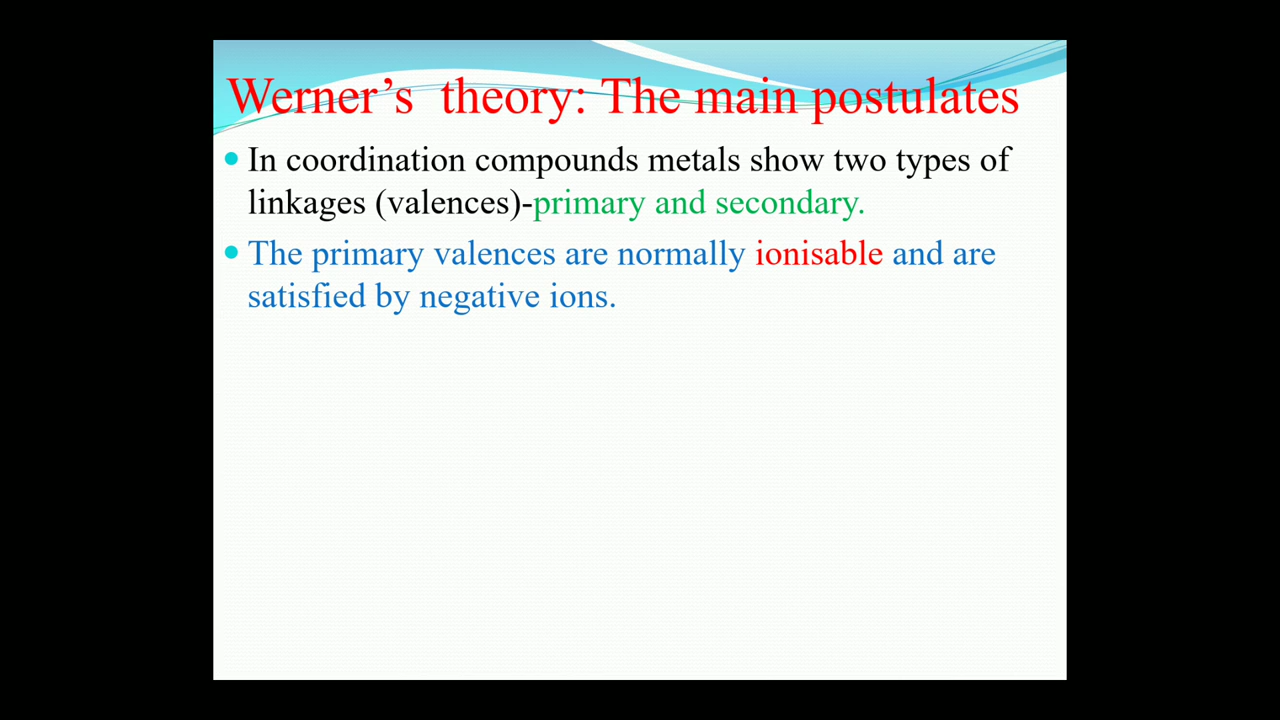 Werner’s  theory: The main postulates
In coordination compounds metals show two types of
linkages (valences)-primary and secondary.
The primary valences are normally ionisable and are
satisfied by negative ions.